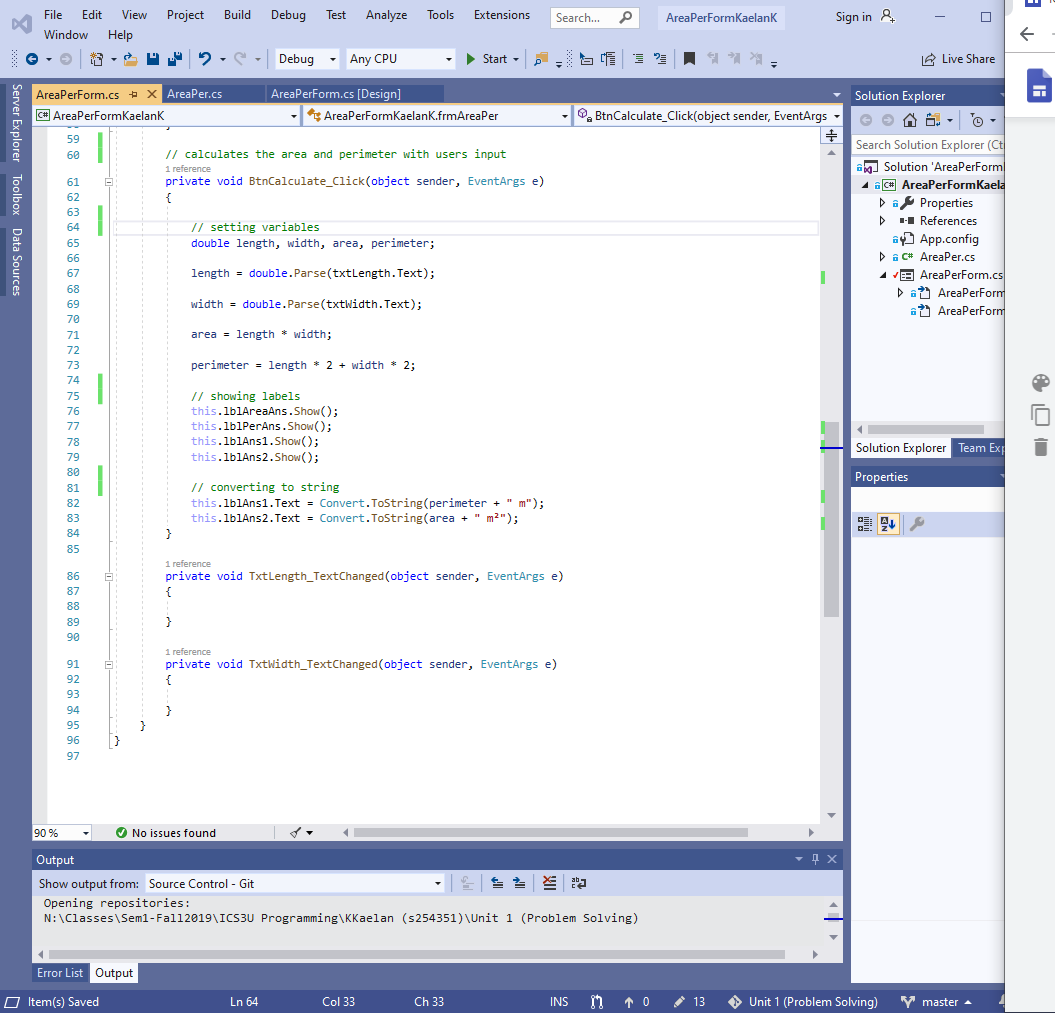 File Edit View Project Build Debug Test Analyze Tools Extensions Search... AreaPerFormKaelanK Sign in
Window Help
Debug Any CPU Start Live Share
Server Explorer
Toolbox
Data Sources
AreaPerForm.cs AreaPer.cs AreaPerForm.cs [Design]
C# AreaPerFormKaelanK AreaPerFormKaelanK.frmAreaPer BtnCalculate_Click(object sender, EventArgs
59
60 // calculates the area and perimeter with users input
1 reference
61 private void BtnCalculate_Click(object sender, EventArgs e)
62 {
63
64 // setting variables
65 double length, width, area, perimeter;
66
67 length = double.Parse(txtLength.Text);
68
69 width = double.Parse(txtWidth.Text);
70
71 area = length * width;
72
73 perimeter = length * 2 + width * 2;
74
75 // showing labels
76 this.lblAreaAns.Show();
77 this.lblPerAns.Show();
78 this.lblAns1.Show();
79 this.lblAns2.Show();
80
81 // converting to string
82 this.lblAns1.Text = Convert.ToString(perimeter + " m");
83 this.lblAns2.Text = Convert.ToString(area + " m²");
84 }
85
1 reference
86 private void TxtLength_TextChanged(object sender, EventArgs e)
87 {
88
89 }
90
1 reference
91 private void TxtWidth_TextChanged(object sender, EventArgs e)
92 {
93
94 }
95 }
96 }
97
90 % No issues found
Output
Show output from: Source Control - Git
Opening repositories:
N:\Classes\Sem1-Fall2019\ICS3U Programming\KKaelan (s254351)\Unit 1 (Problem Solving)
Error List Output
Solution Explorer
Search Solution Explorer (Ct
Solution 'AreaPerForm
C# AreaPerFormKaela
Properties
References
App.config
C# AreaPer.cs
AreaPerForm.cs
AreaPerForm
AreaPerForm
Solution Explorer Team Exp
Properties
Item(s) Saved Ln 64 Col 33 Ch 33 INS 0 13 Unit 1 (Problem Solving) master